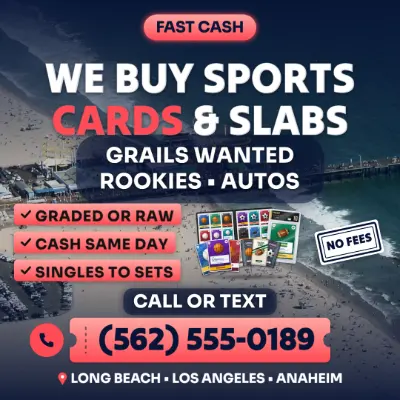 FAST CASH
WE BUY SPORTS
CARDS & SLABS
GRAILS WANTED
ROOKIES ▪ AUTOS
GRADED OR RAW
CASH SAME DAY
SINGLES TO SETS
NO FEES
CALL OR TEXT
(562) 555-0189
LONG BEACH ▪ LOS ANGELES ▪ ANAHEIM